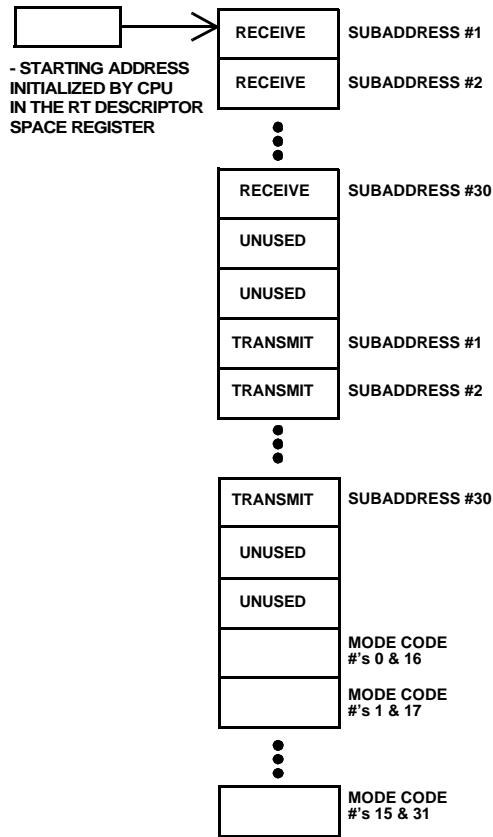 RECEIVE SUBADDRESS #1
- STARTING ADDRESS
INITIALIZED BY CPU
IN THE RT DESCRIPTOR
SPACE REGISTER
RECEIVE SUBADDRESS #2
RECEIVE SUBADDRESS #30
UNUSED
UNUSED
TRANSMIT SUBADDRESS #1
TRANSMIT SUBADDRESS #2
TRANSMIT SUBADDRESS #30
UNUSED
UNUSED
MODE CODE
#'s 0 & 16
MODE CODE
#'s 1 & 17
MODE CODE
#'s 15 & 31